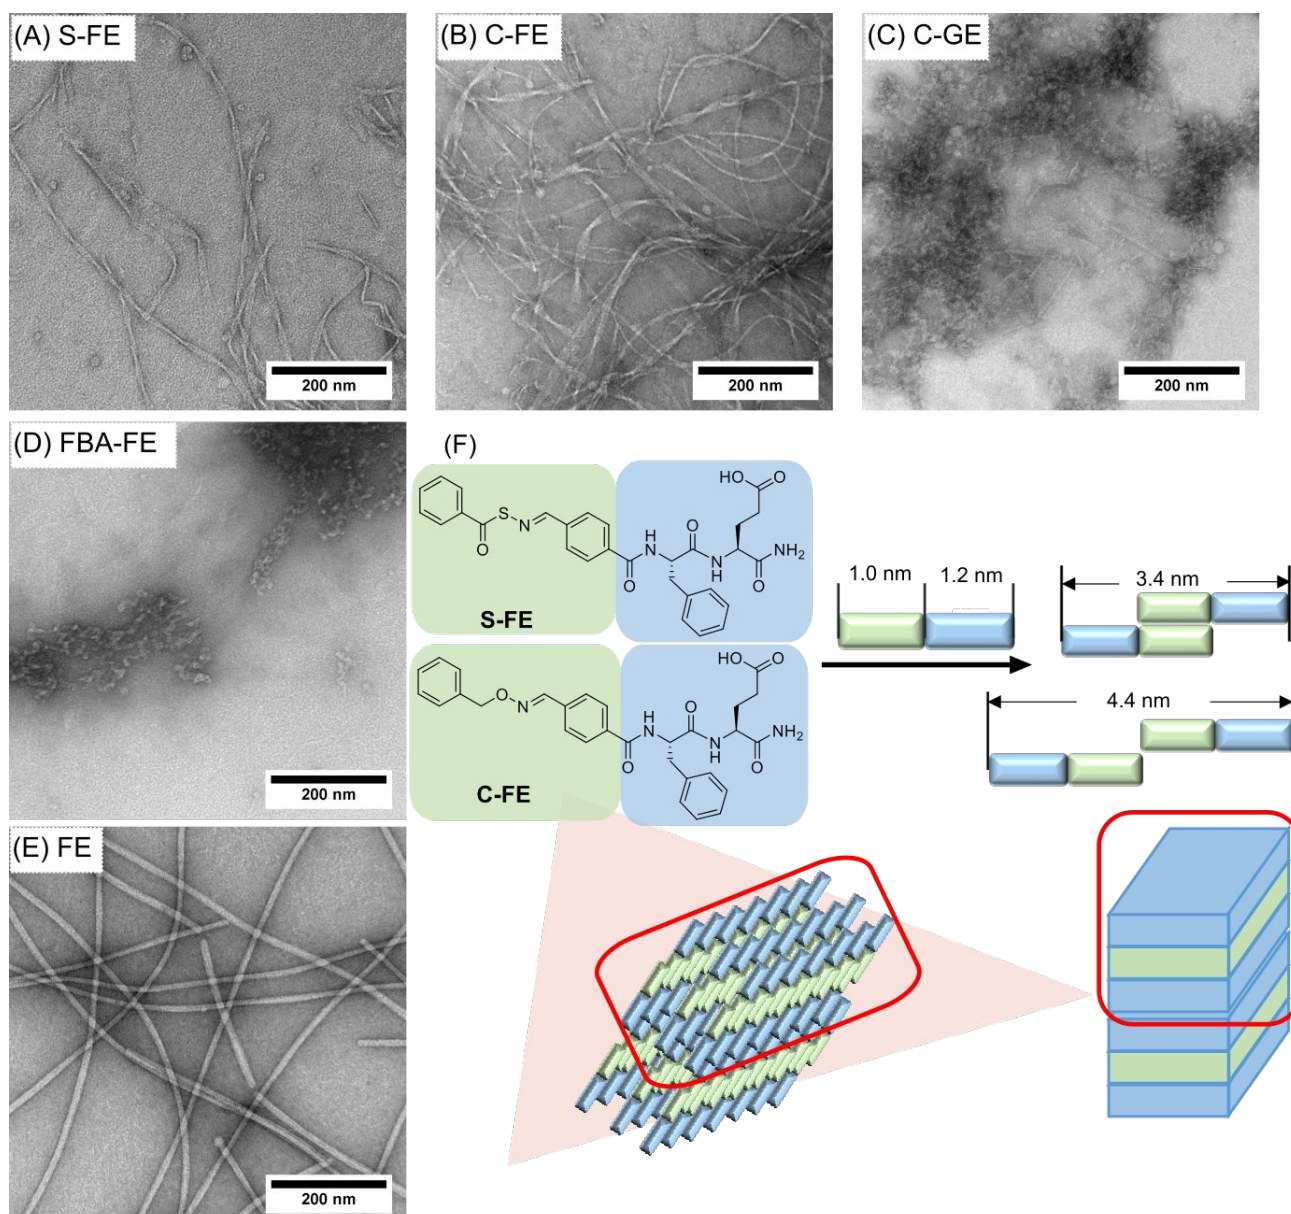 (A) S-FE
200 nm
(B) C-FE
200 nm
(C) C-GE
200 nm
(D) FBA-FE
200 nm
(E) FE
200 nm
(F)
HO
O
S
N
O
H
N
O
O
N
H
O
NH2
S-FE
HO
O
O
N
H
N
O
O
N
H
O
NH2
C-FE
1.0 nm
1.2 nm
3.4 nm
4.4 nm